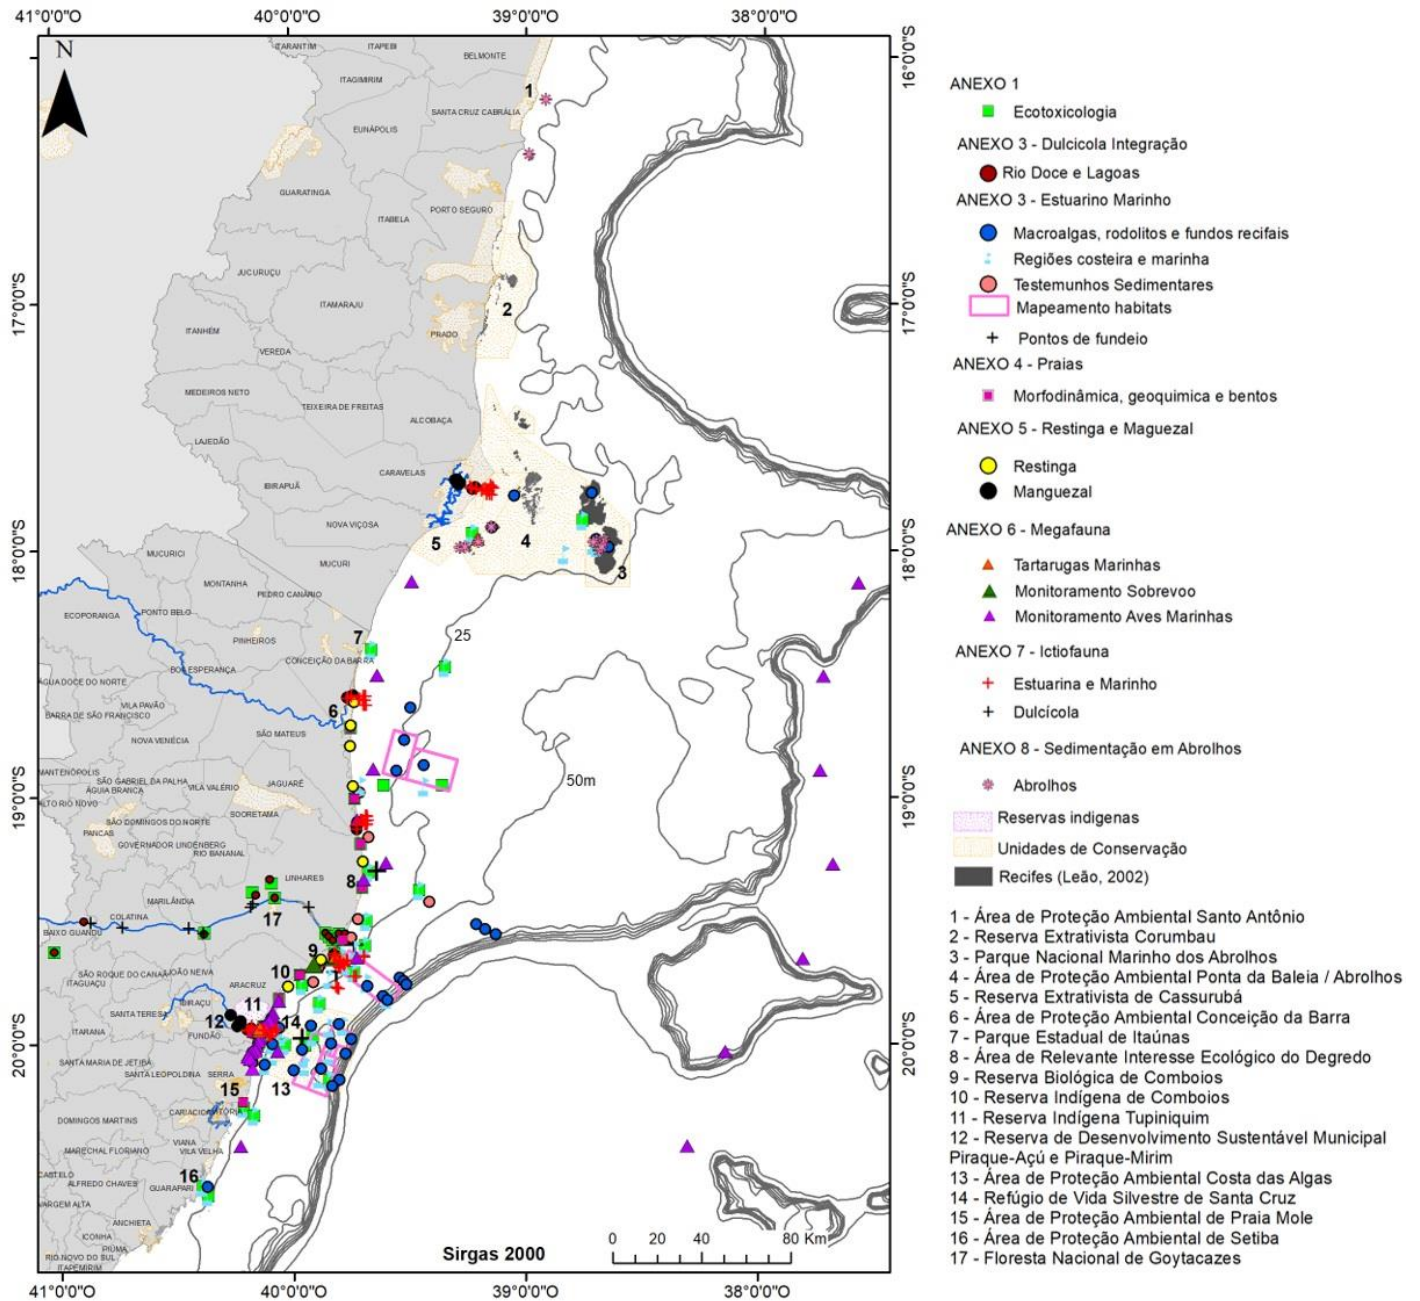 41°0'0"O 40°0'0"O 39°0'0"O 38°0'0"O
N
16°0'0"S
17°0'0"S
18°0'0"S
19°0'0"S
20°0'0"S
17°0'0"S
18°0'0"S
19°0'0"S
20°0'0"S
ITARANTIM
ITAPEBI
BELMONTE
ITAGIMIRIM
1
SANTA CRUZ CABRÁLIA
EUNÁPOLIS
GUARATINGA
PORTO SEGURO
ITABELA
JUCURUÇU
ITAMARAJU
2
ITANHÉM
PRADO
VEREDA
MEDEIROS NETO
TEIXEIRA DE FREITAS
ALCOBAÇA
LAJEDÃO
CARAVELAS
IBIRAPUÃ
NOVA VIÇOSA
5
4
MUCURICI
MUCURI
3
MONTANHA
PEDRO CANÁRIO
ECOPORANGA
PONTO BELO
7
25
PINHEIROS
CONCEIÇÃO DA BARRA
BOA ESPERANÇA
ÁGUA DOCE DO NORTE
VILA PAVÃO
6
BARRA DE SÃO FRANCISCO
SÃO MATEUS
NOVA VENÉCIA
MANTENÓPOLIS
SÃO GABRIEL DA PALHA
JAGUARÉ
50m
ÁGUIA BRANCA
VILA VALÉRIO
ALTO RIO NOVO
SOORETAMA
SÃO DOMINGOS DO NORTE
PANCAS
GOVERNADOR LINDENBERG
RIO BANANAL
LINHARES
8
MARILÂNDIA
17
COLATINA
BAIXO GUANDU
9
SÃO ROQUE DO CANAÃ
JOÃO NEIVA
10
ITAGUAÇU
ARACRUZ
IBIRAÇU
11
SANTA TERESA
12
14
ITARANA
FUNDÃO
SANTA MARIA DE JETIBÁ
SANTA LEOPOLDINA
SERRA
13
15
CARIACICA
VITÓRIA
DOMINGOS MARTINS
VIANA
MARECHAL FLORIANO
VILA VELHA
CASTELO
16
ALFREDO CHAVES
GUARAPARI
VARGEM ALTA
ANCHIETA
ICONHA
PIÚMA
RIO NOVO DO SUL
ITAPEMIRIM
Sirgas 2000
0 20 40 80 Km
41°0'0"O 40°0'0"O 39°0'0"O 38°0'0"O
ANEXO 1
Ecotoxicologia
ANEXO 3 - Dulcicola Integração
Rio Doce e Lagoas
ANEXO 3 - Estuarino Marinho
Macroalgas, rodolitos e fundos recifais
Regiões costeira e marinha
Testemunhos Sedimentares
Mapeamento habitats
Pontos de fundeio
ANEXO 4 - Praias
Morfodinâmica, geoquimica e bentos
ANEXO 5 - Restinga e Maguezal
Restinga
Manguezal
ANEXO 6 - Megafauna
Tartarugas Marinhas
Monitoramento Sobrevoo
Monitoramento Aves Marinhas
ANEXO 7 - Ictiofauna
Estuarina e Marinho
Dulcícola
ANEXO 8 - Sedimentação em Abrolhos
Abrolhos
Reservas indigenas
Unidades de Conservação
Recifes (Leão, 2002)
1 - Área de Proteção Ambiental Santo Antônio
2 - Reserva Extrativista Corumbau
3 - Parque Nacional Marinho dos Abrolhos
4 - Área de Proteção Ambiental Ponta da Baleia / Abrolhos
5 - Reserva Extrativista de Cassurubá
6 - Área de Proteção Ambiental Conceição da Barra
7 - Parque Estadual de Itaúnas
8 - Área de Relevante Interesse Ecológico do Degredo
9 - Reserva Biológica de Comboios
10 - Reserva Indígena de Comboios
11 - Reserva Indígena Tupiniquim
12 - Reserva de Desenvolvimento Sustentável Municipal
Piraque-Açú e Piraque-Mirim
13 - Área de Proteção Ambiental Costa das Algas
14 - Refúgio de Vida Silvestre de Santa Cruz
15 - Área de Proteção Ambiental de Praia Mole
16 - Área de Proteção Ambiental de Setiba
17 - Floresta Nacional de Goytacazes